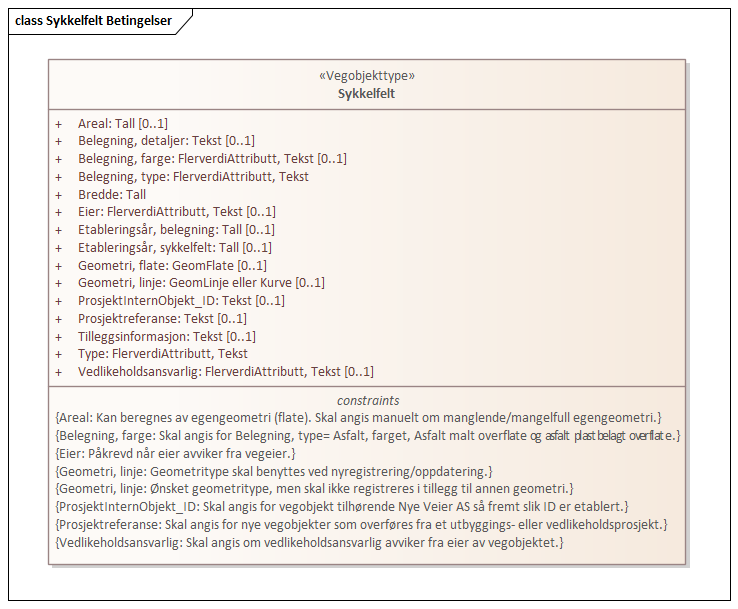 class Sykkelfelt Betingelser
«Vegobjekttype»
Sykkelfelt
+ Areal: Tall [0..1]
+ Belegning, detaljer: Tekst [0..1]
+ Belegning, farge: FlerverdiAttributt, Tekst [0..1]
+ Belegning, type: FlerverdiAttributt, Tekst
+ Bredde: Tall
+ Eier: FlerverdiAttributt, Tekst [0..1]
+ Etableringsår, belegning: Tall [0..1]
+ Etableringsår, sykkelfelt: Tall [0..1]
+ Geometri, flate: GeomFlate [0..1]
+ Geometri, linje: GeomLinje eller Kurve [0..1]
+ ProsjektInternObjekt_ID: Tekst [0..1]
+ Prosjektreferanse: Tekst [0..1]
+ Tilleggsinformasjon: Tekst [0..1]
+ Type: FlerverdiAttributt, Tekst
+ Vedlikeholdsansvarlig: FlerverdiAttributt, Tekst [0..1]
constraints
{Areal: Kan beregnes av egengeometri (flate). Skal angis manuelt om manglende/mangelfull egengeometri.}
{Belegning, farge: Skal angis for Belegning, type= Asfalt, farget, Asfalt malt overflate og asfalt plastbelagt overflate.}
{Eier: Påkrevd når eier avviker fra vegeier.}
{Geometri, linje: Geometritype skal benyttes ved nyregistrering/oppdatering.}
{Geometri, linje: Ønsket geometritype, men skal ikke registreres i tillegg til annen geometri.}
{ProsjektInternObjekt_ID: Skal angis for vegobjekt tilhørende Nye Veier AS så fremt slik ID er etablert.}
{Prosjektreferanse: Skal angis for nye vegobjekter som overføres fra et utbyggings- eller vedlikeholdsprosjekt.}
{Vedlikeholdsansvarlig: Skal angis om vedlikeholdsansvarlig avviker fra eier av vegobjektet.}